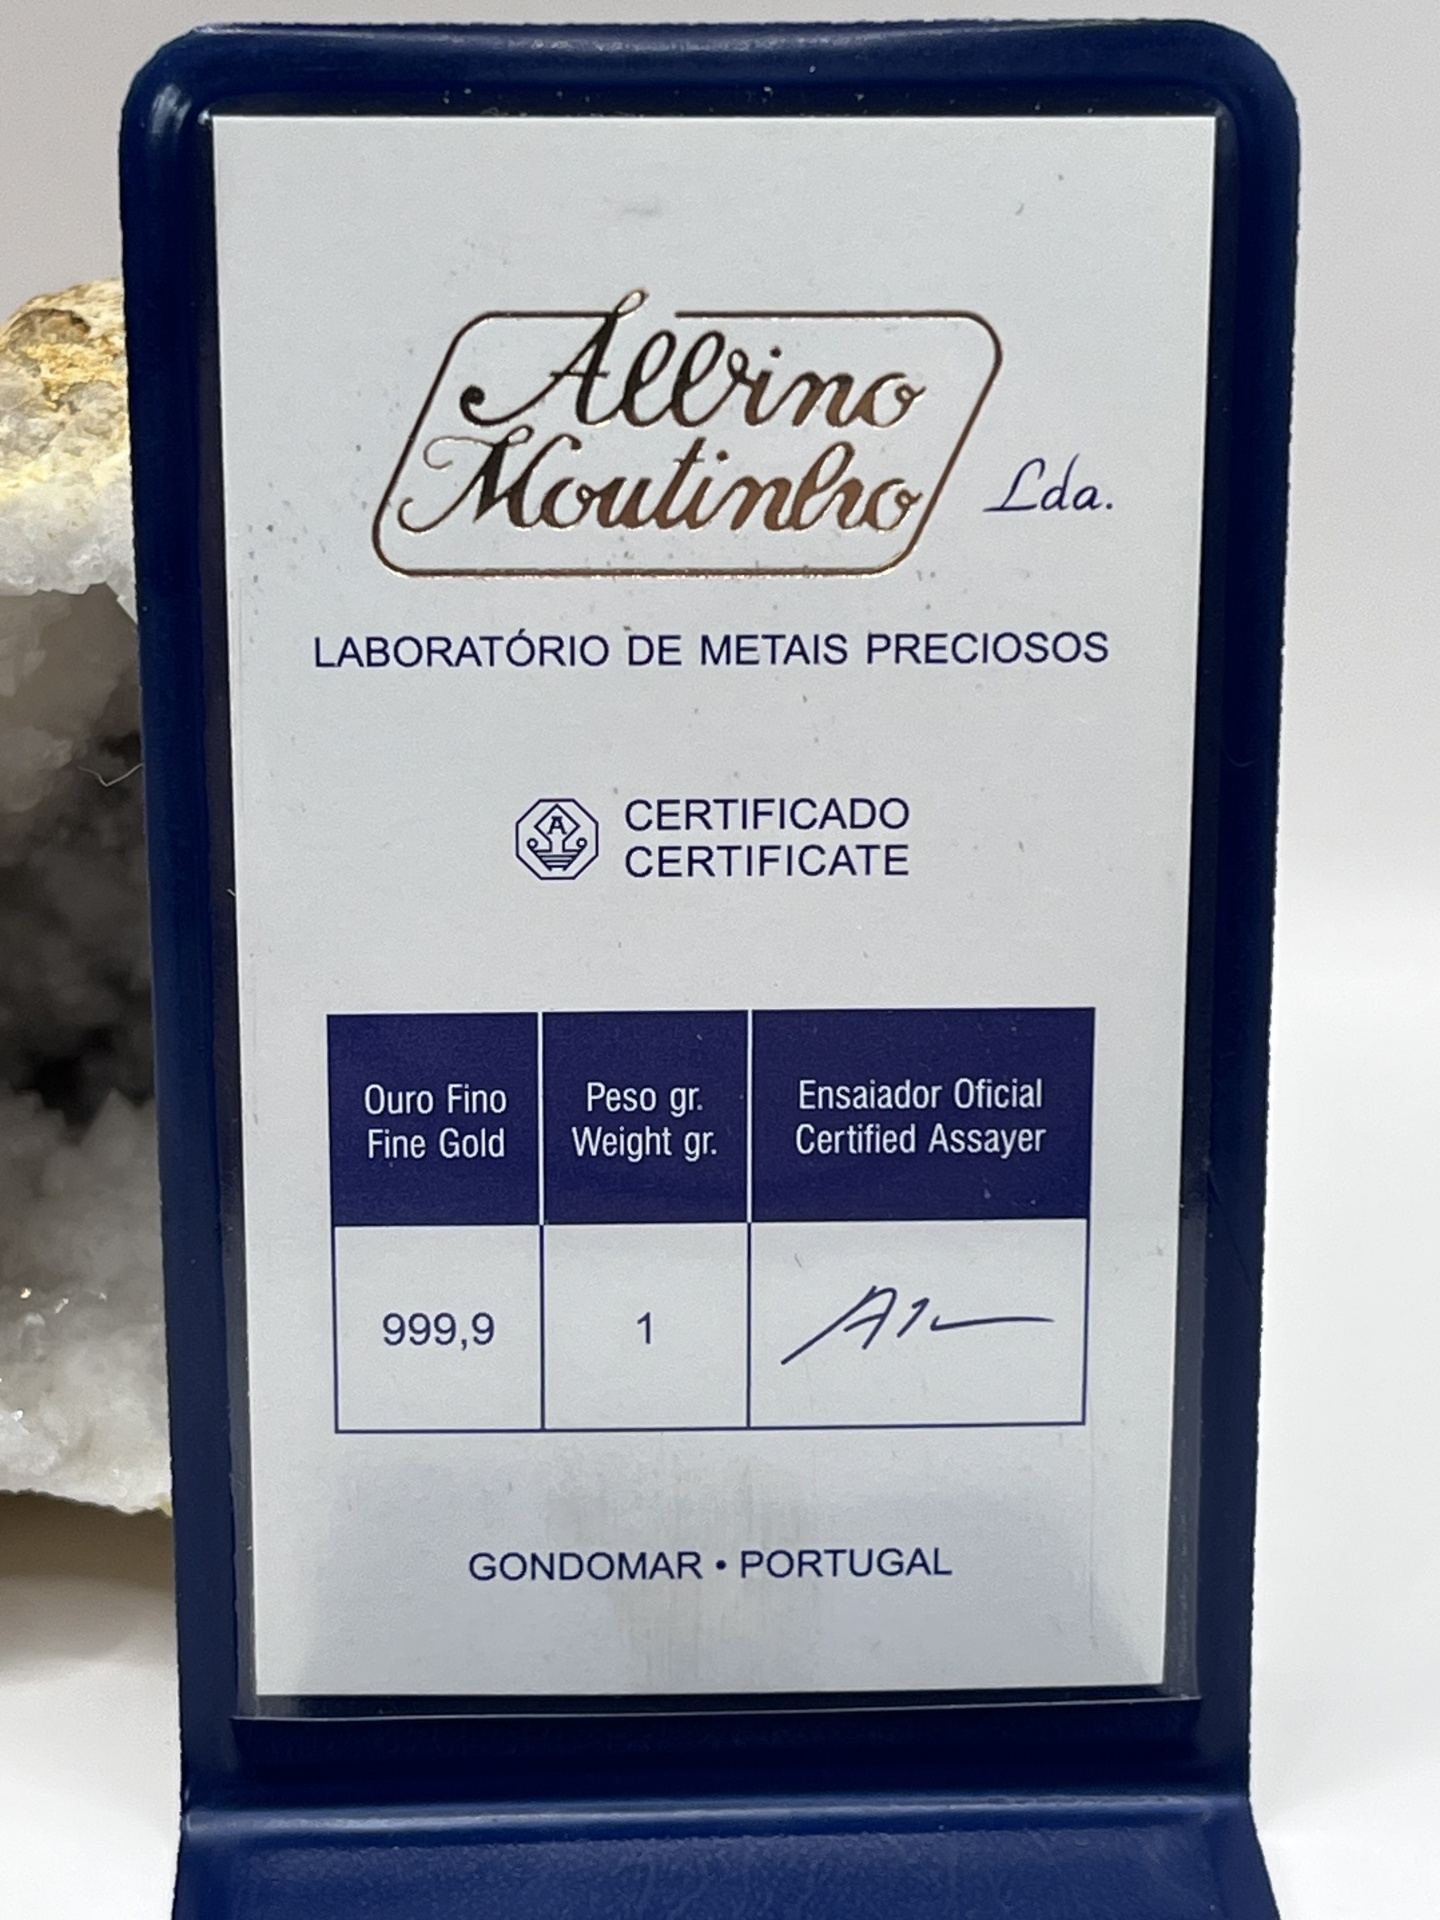 Albino
Moutinho Lda.
LABORATÓRIO DE METAIS PRECIOSOS
A
CERTIFICADO
CERTIFICATE
Ouro Fino
Fine Gold
Peso gr.
Weight gr.
Ensaiador Oficial
Certified Assayer
999,9
1
GONDOMAR • PORTUGAL